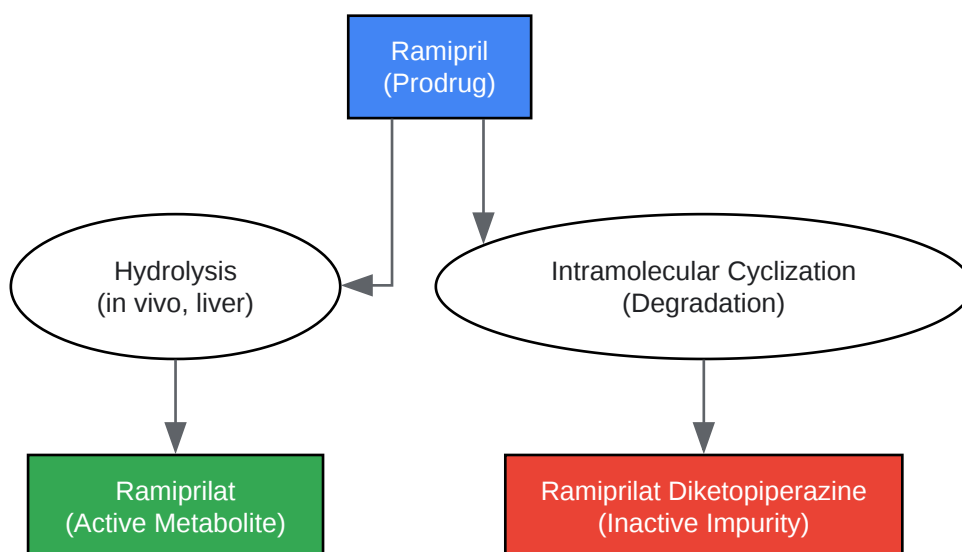 Ramipril
(Prodrug)
Hydrolysis
(in vivo, liver)
Intramolecular Cyclization
(Degradation)
Ramiprilat
(Active Metabolite)
Ramiprilat Diketopiperazine
(Inactive Impurity)